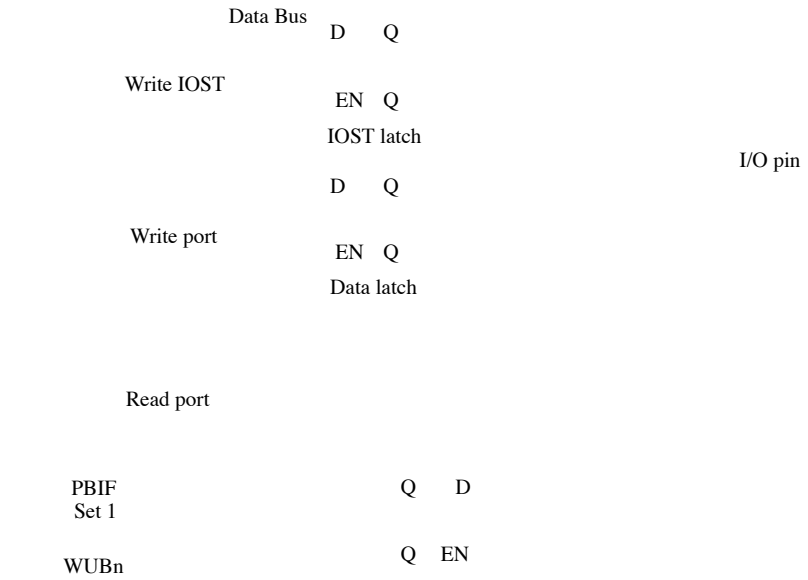 Data Bus
D Q
Write IOST
EN Q
IOST latch
I/O pin
D Q
Write port
EN Q
Data latch
Read port
PBIF
Q D
Set 1
Q EN
WUBn